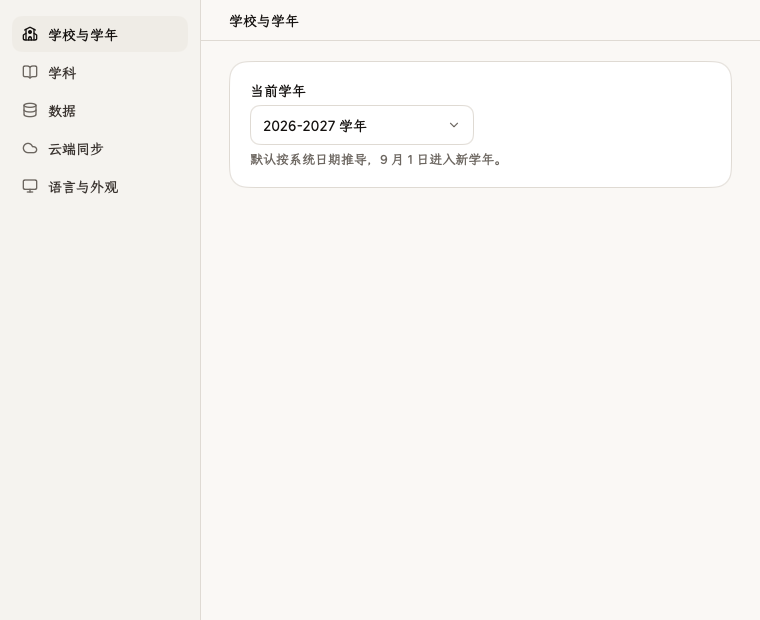 学校与学年
学科
数据
云端同步
语言与外观
学校与学年
当前学年
2026-2027 学年
默认按系统日期推导，9 月 1 日进入新学年。